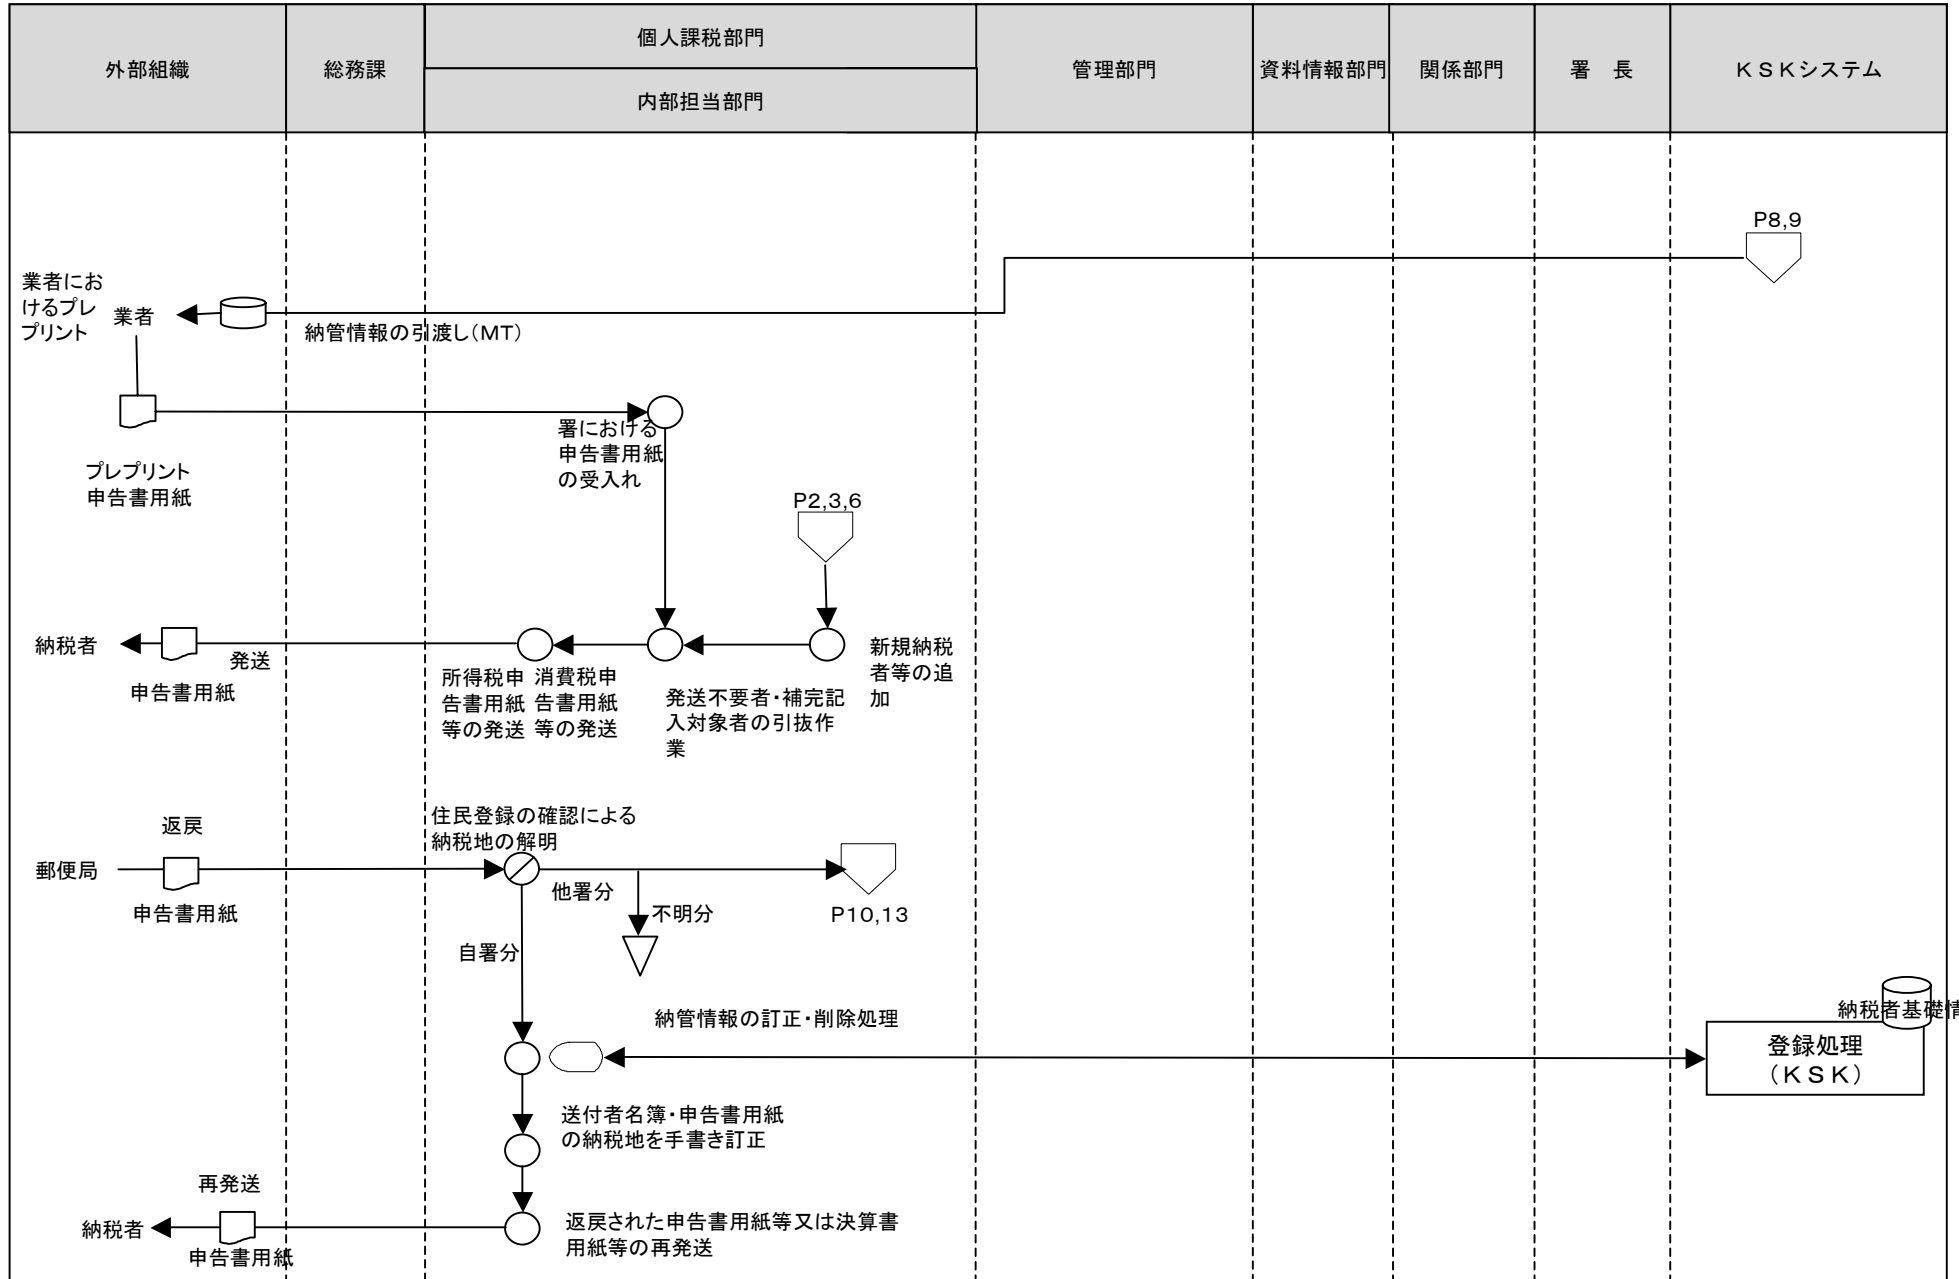 外部組織
総務課
個人課税部門
内部担当部門
管理部門
資料情報部門
関係部門
署　長
ＫＳＫシステム
P8,9
業者にお
けるプレ
プリント
業者
納管情報の引渡し(MT)
署における
申告書用紙
の受入れ
プレプリント
申告書用紙
P2,3,6
納税者
発送
申告書用紙
所得税申
告書用紙
等の発送
消費税申
告書用紙
等の発送
発送不要者・補完記
入対象者の引抜作
業
新規納税
者等の追
加
返戻
郵便局
申告書用紙
住民登録の確認による
納税地の解明
他署分
不明分
自署分
P10,13
納管情報の訂正・削除処理
納税者基礎情
登録処理
（ＫＳＫ）
送付者名簿・申告書用紙
の納税地を手書き訂正
再発送
納税者
申告書用紙
返戻された申告書用紙等又は決算書
用紙等の再発送